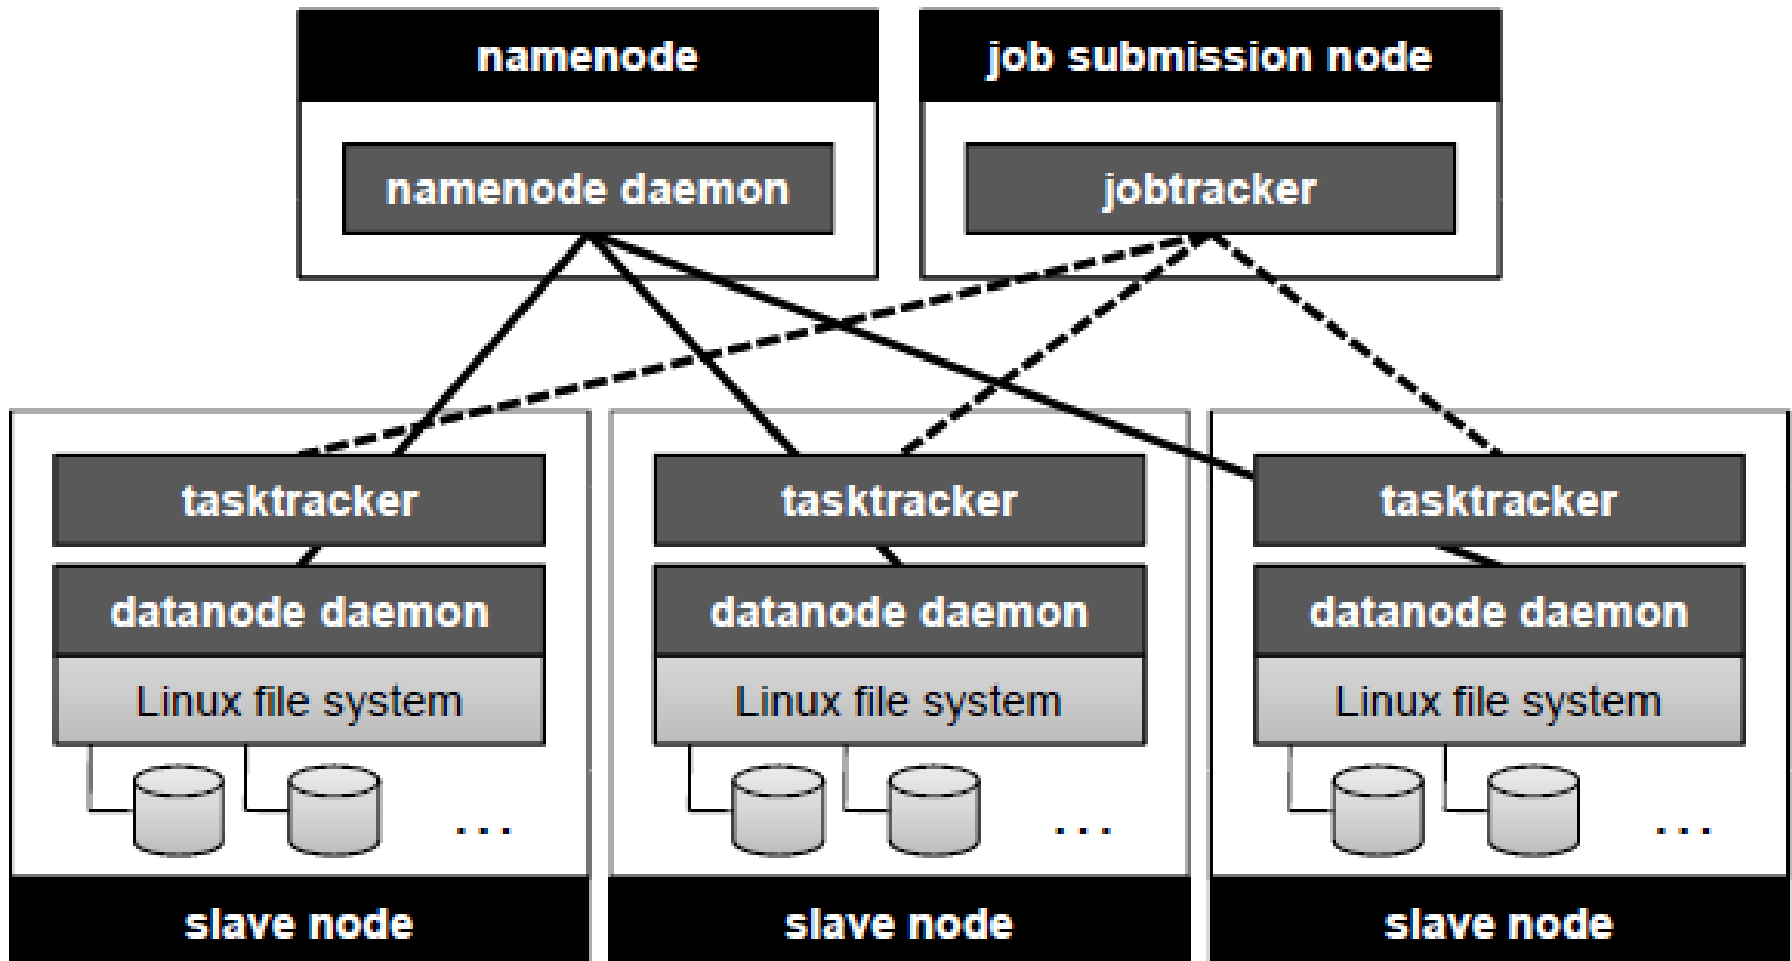 namenode
job submission node
namenode daemon
jobtracker
tasktracker
tasktracker
tasktracker
datanode daemon
datanode daemon
datanode daemon
Linux file system
Linux file system
Linux file system
...
...
...
slave node
slave node
slave node